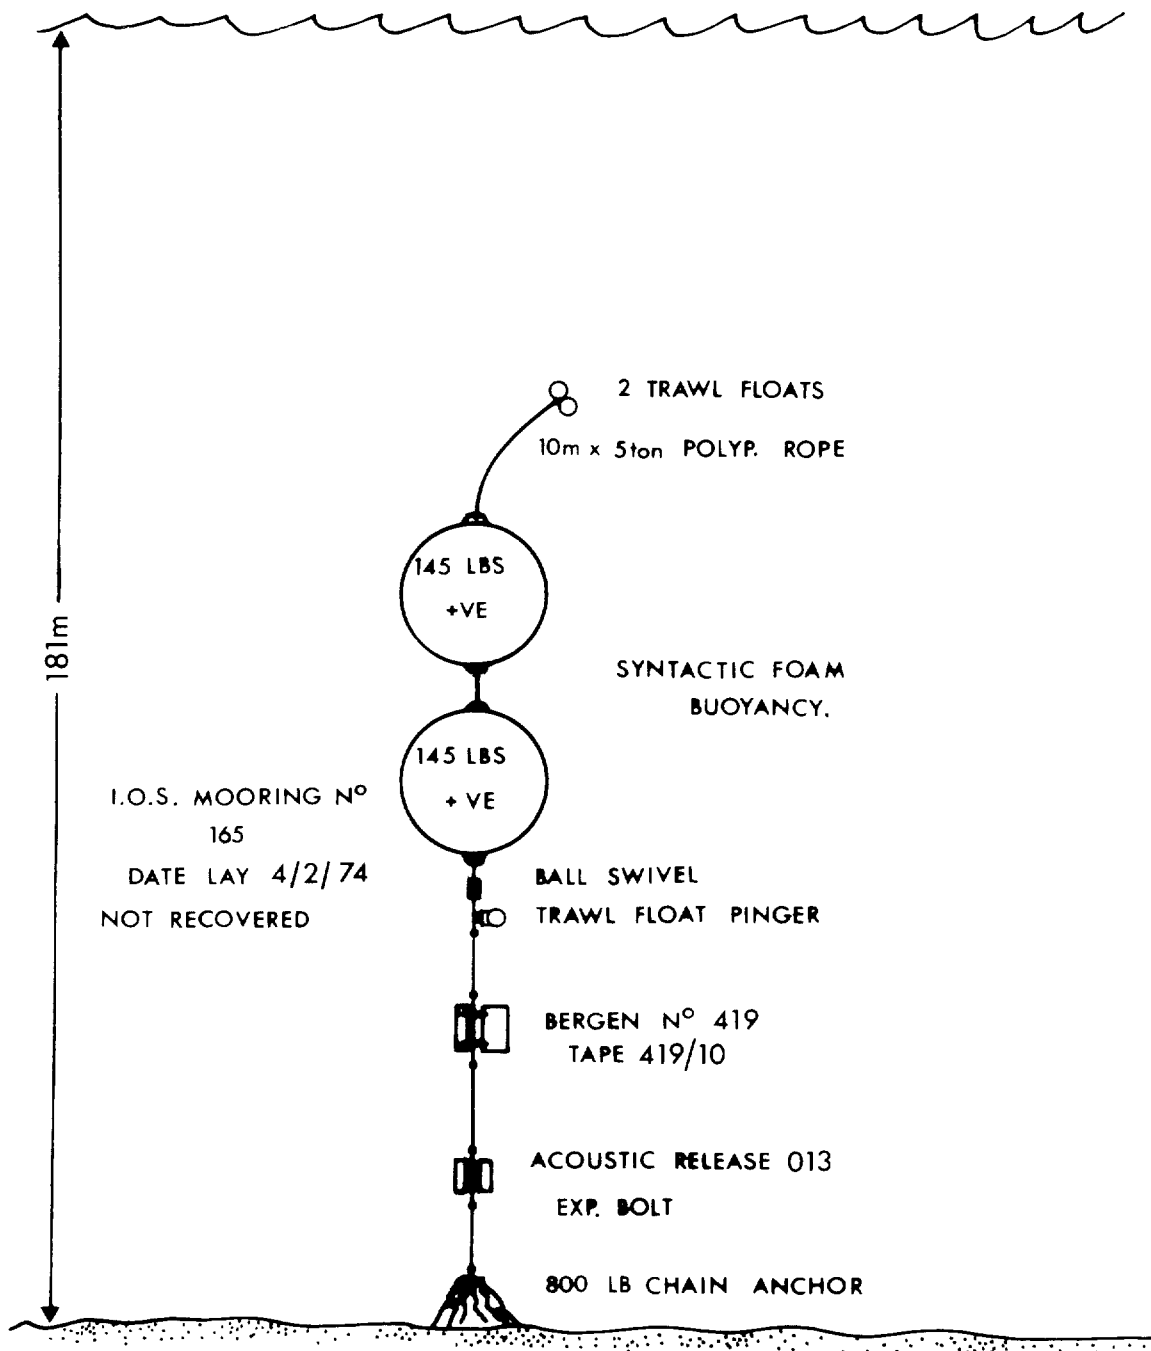 2 TRAWL FLOATS
10m x 5ton POLYP. ROPE
145 LBS
+VE
181m
SYNTACTIC FOAM
BUOYANCY.
145 LBS
+ VE
I.O.S. MOORING Nº
165
DATE LAY 4/2/74
NOT RECOVERED
BALL SWIVEL
TRAWL FLOAT PINGER
BERGEN Nº 419
TAPE 419/10
ACOUSTIC RELEASE 013
EXP. BOLT
800 LB CHAIN ANCHOR